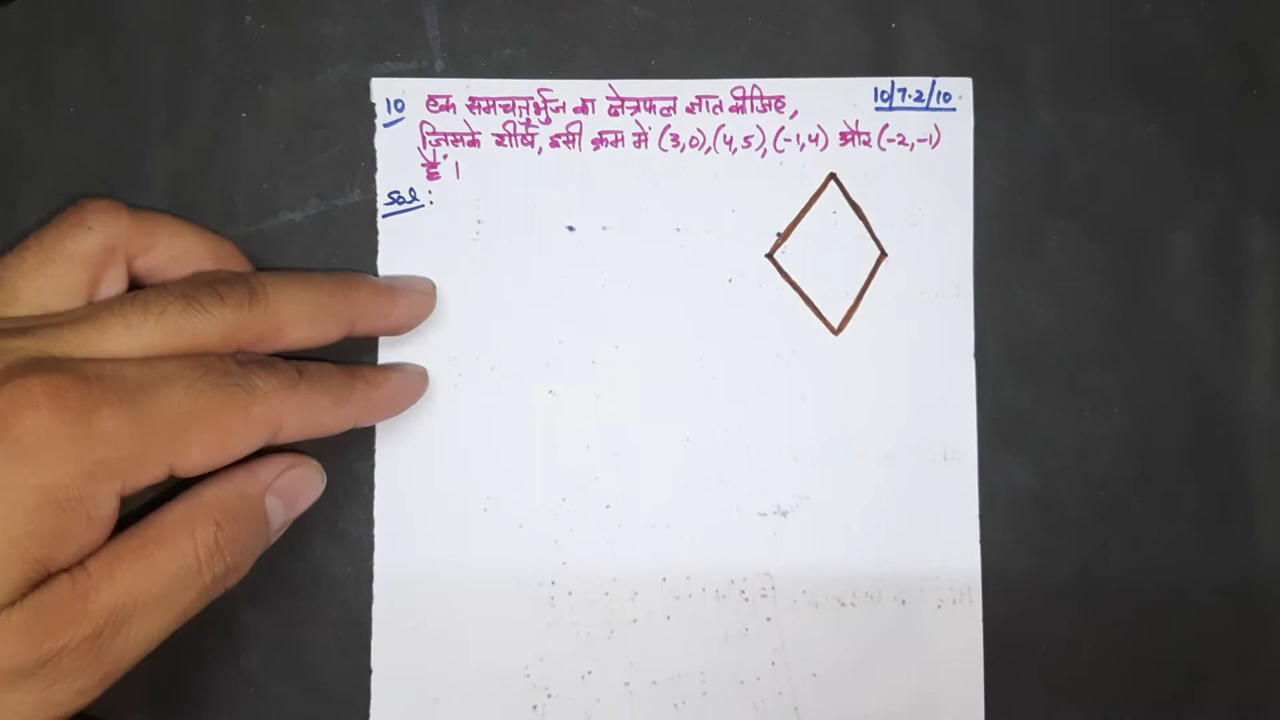 10 एक समचतुर्भुज का क्षेत्रफल ज्ञात कीजिए, 10/7.2/10
जिसके शीर्ष, इसी क्रम में (3,0), (4,5), (-1,4) और (-2,-1)
हैं।
Sol: